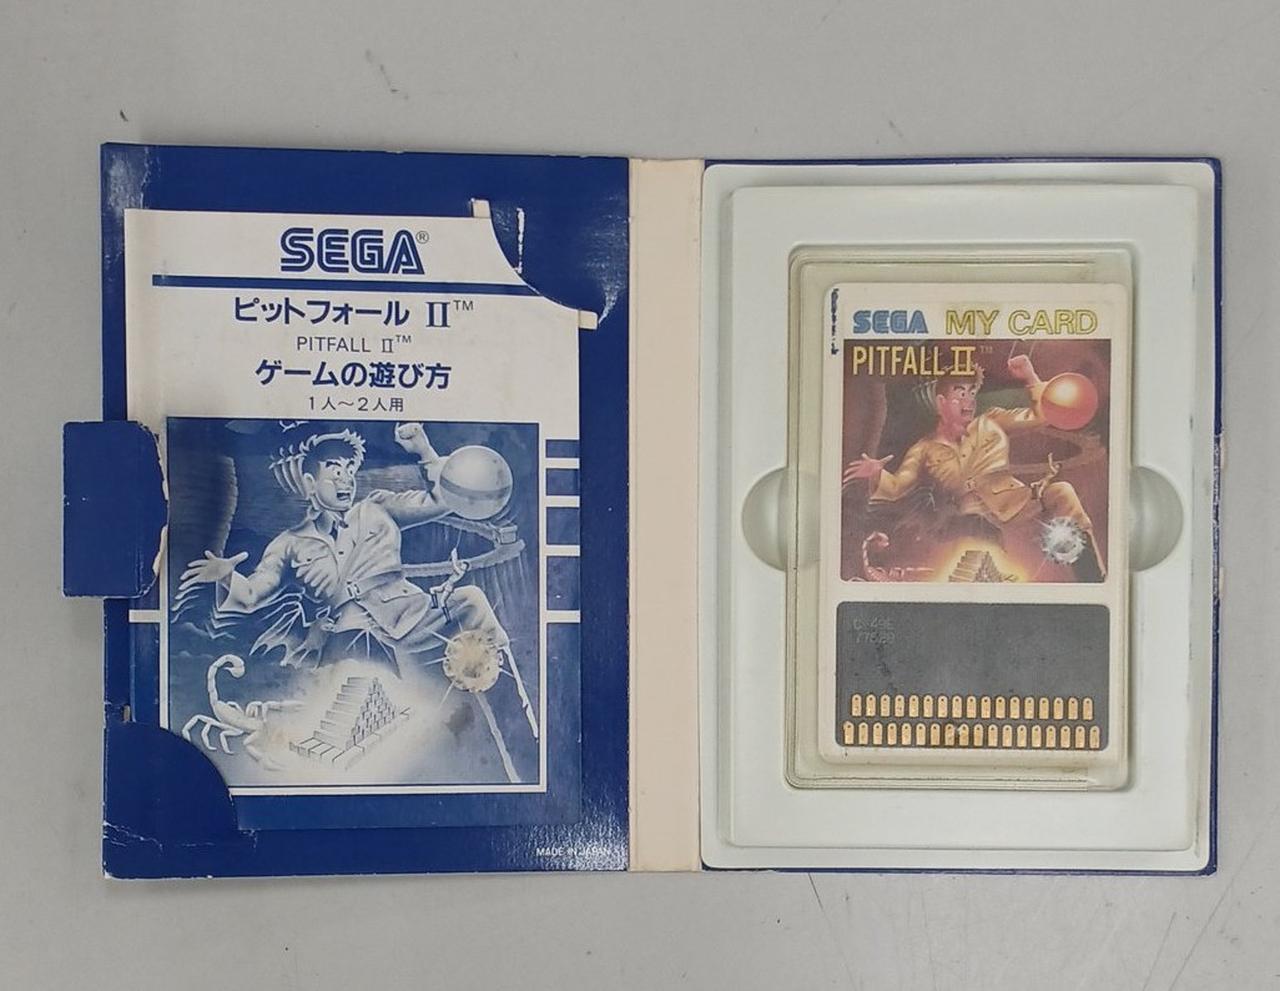 SEGA®
ピットフォール II™
PITFALL II™
ゲームの遊び方
1人〜2人用
MADE IN JAPAN
SEGA MY CARD
PITFALL II™